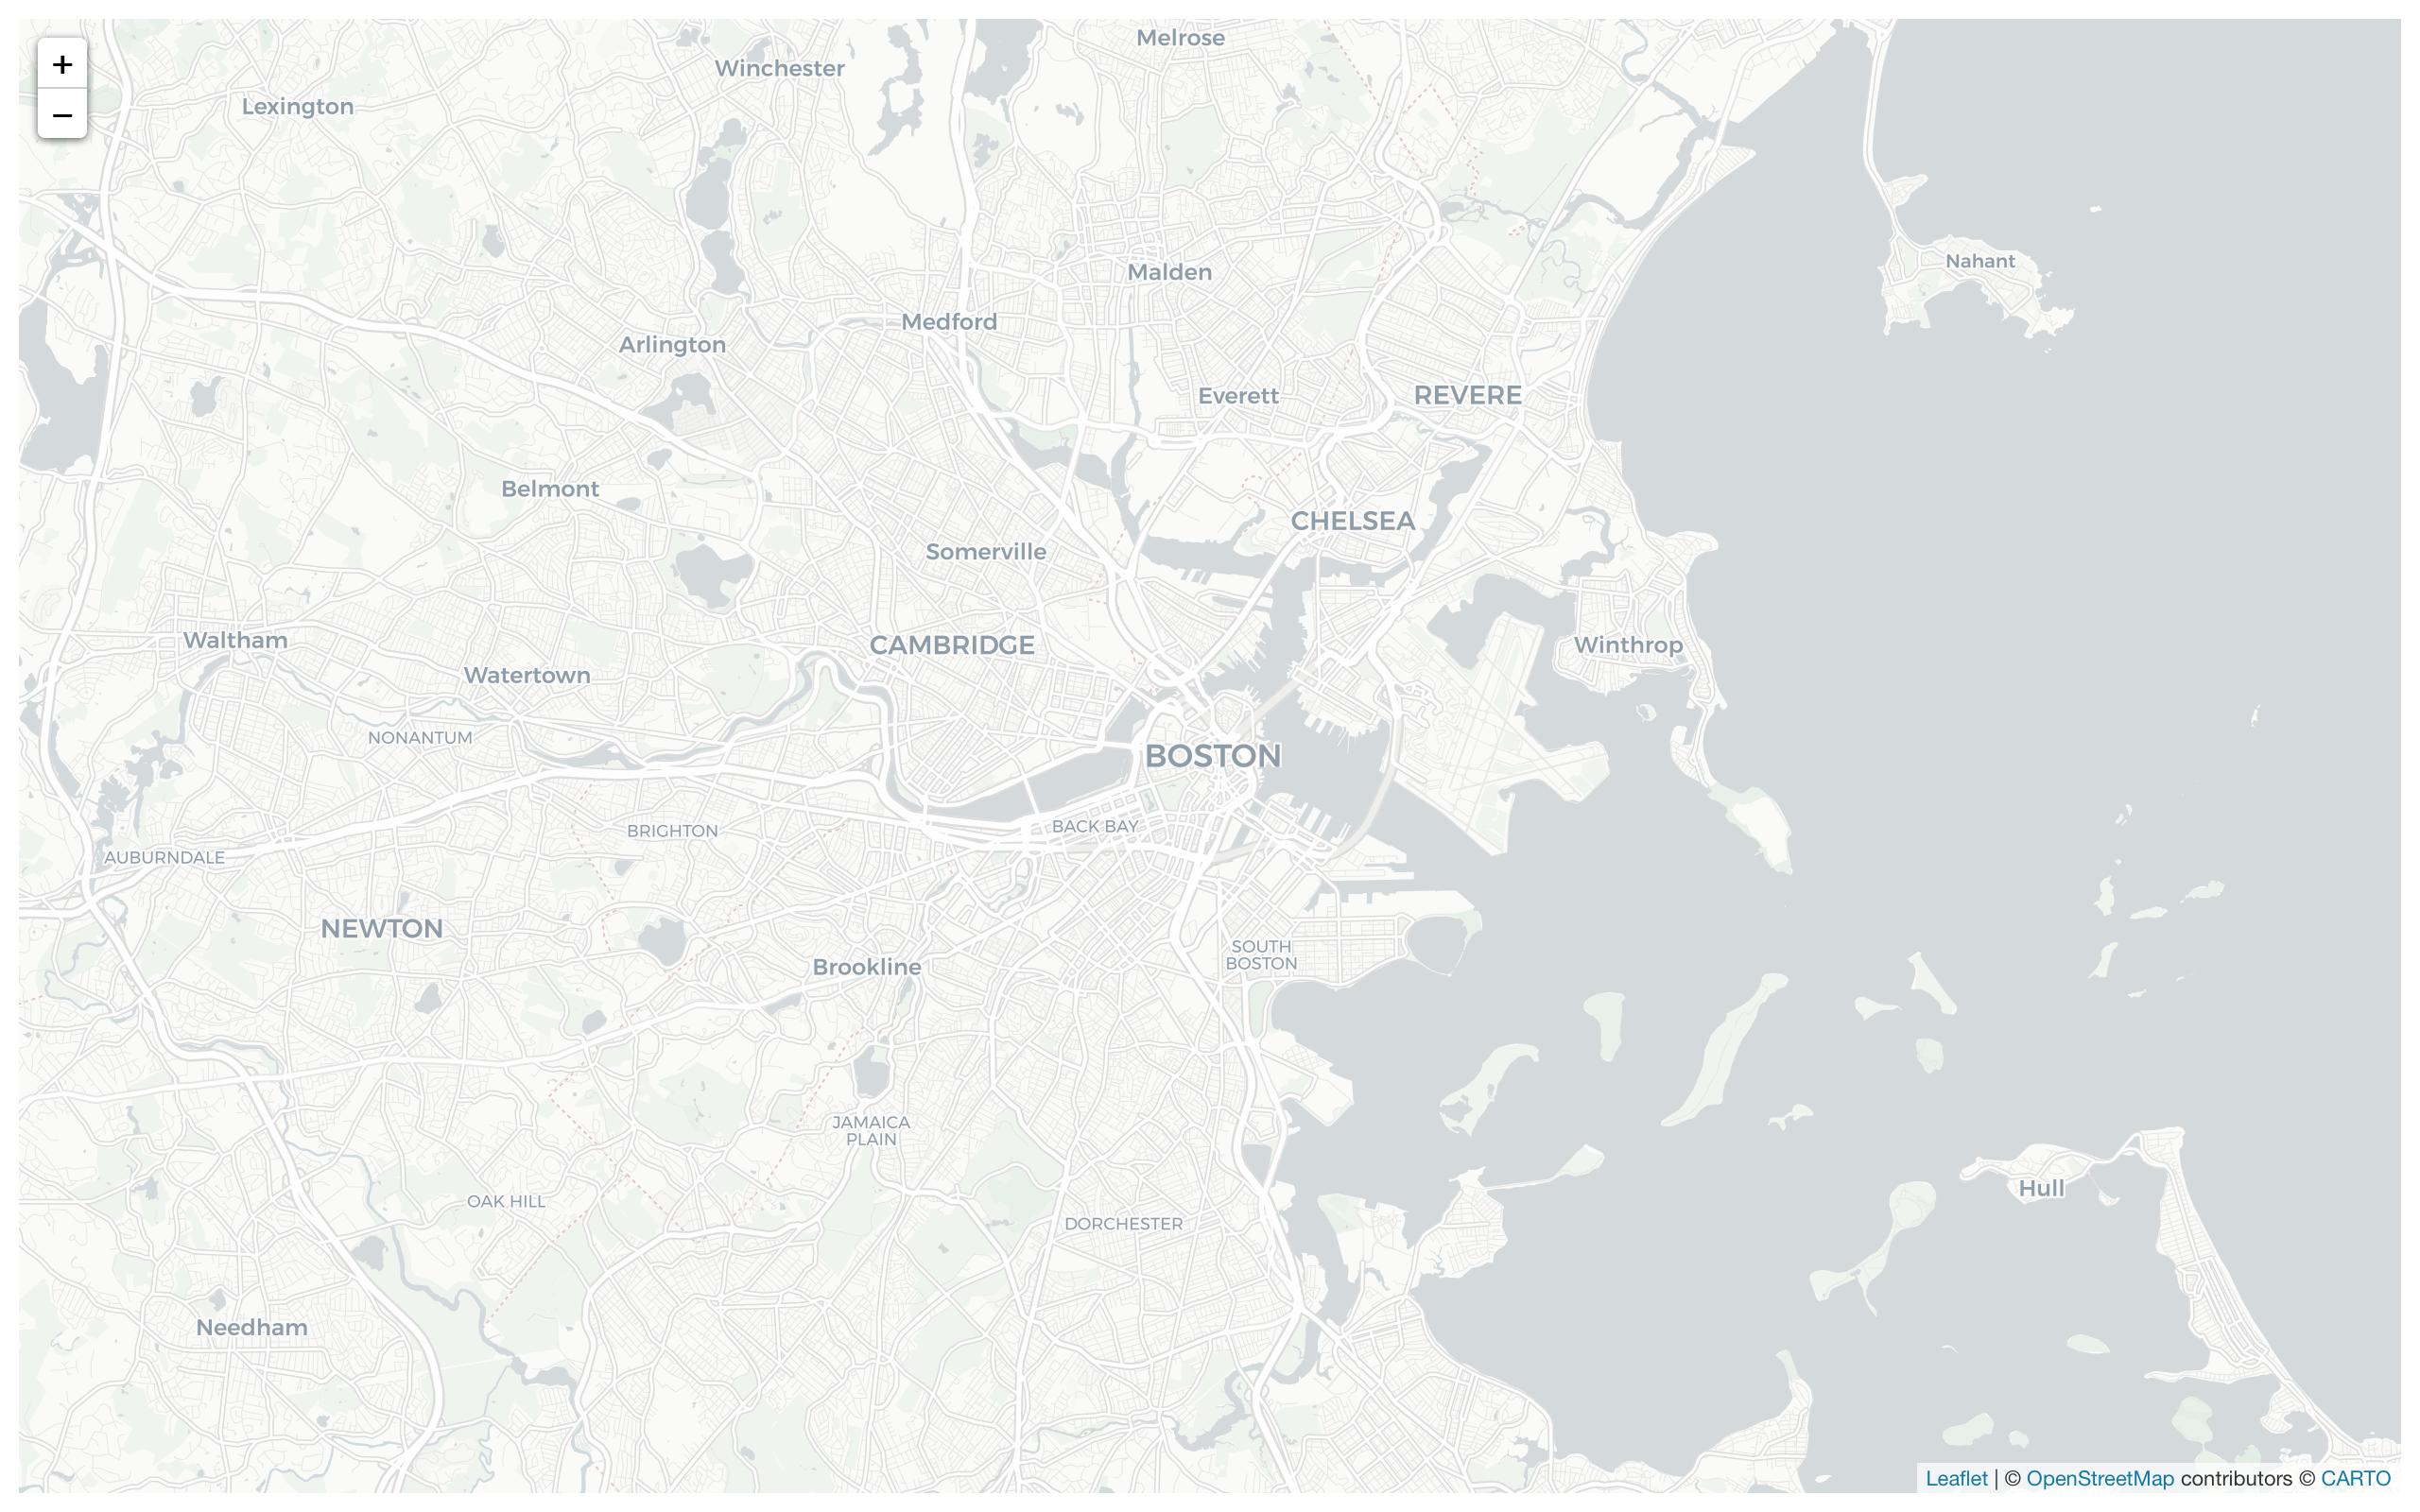 Melrose
+
Winchester
Lexington
−
Nahant
Malden
Medford
Arlington
Everett
REVERE
Belmont
CHELSEA
Somerville
Waltham
CAMBRIDGE
Winthrop
Watertown
NONANTUM
BOSTON
BRIGHTON
BACK BAY
AUBURNDALE
NEWTON
SOUTH
BOSTON
Brookline
JAMAICA
PLAIN
Hull
OAK HILL
DORCHESTER
Needham
Leaflet | © OpenStreetMap contributors © CARTO